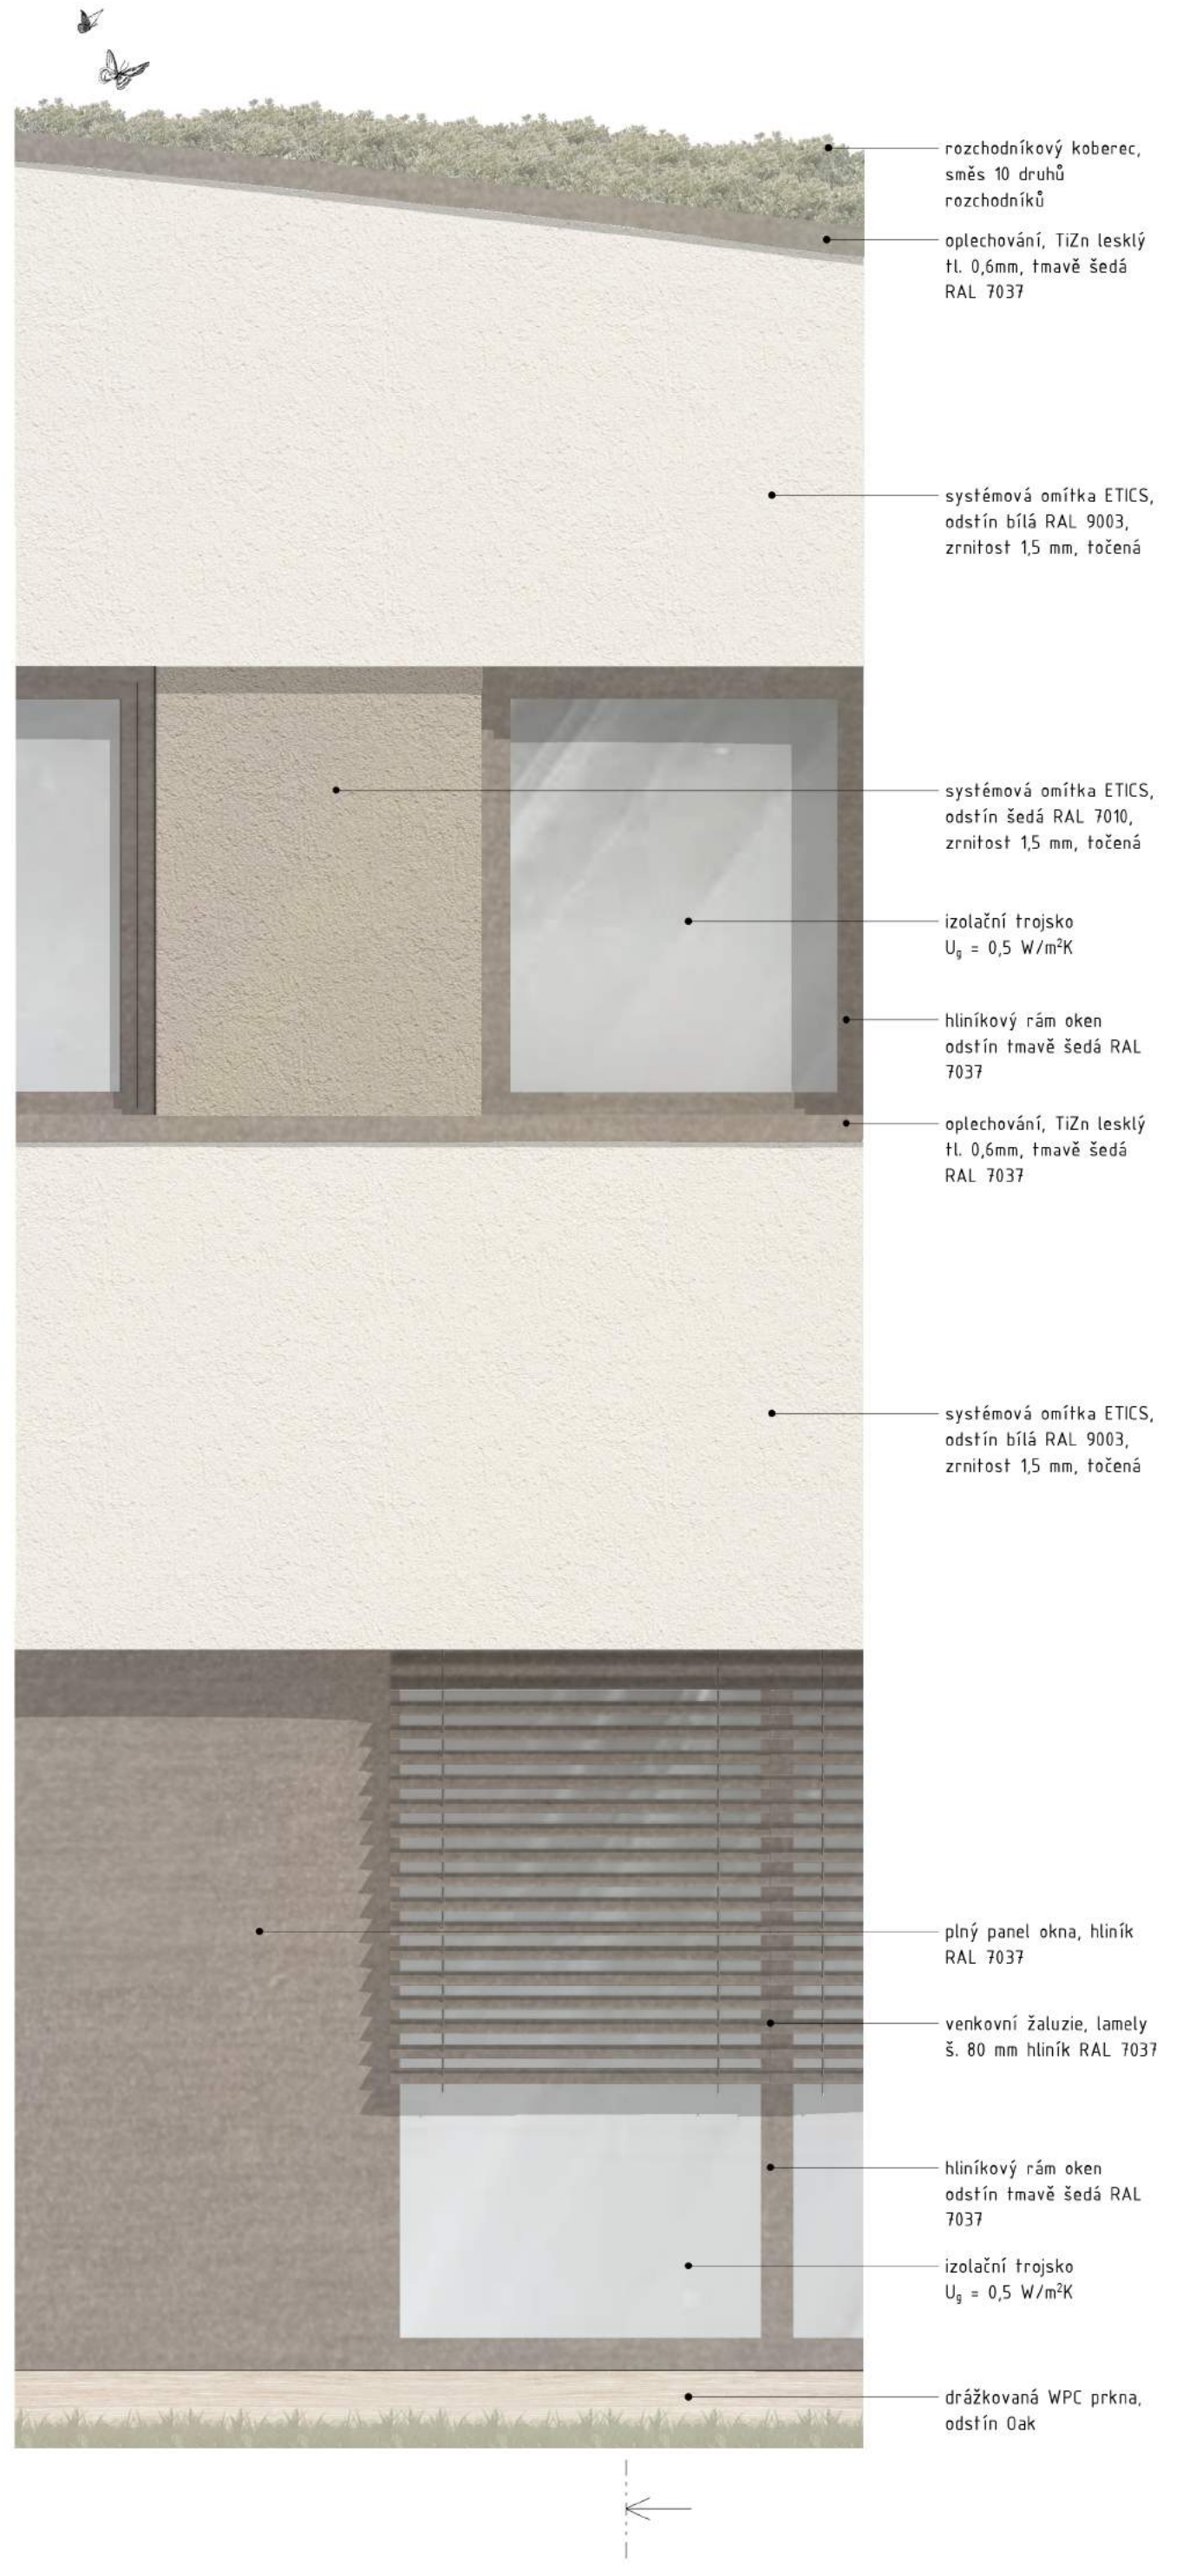 rozchodníkový koberec,
směs 10 druhů
rozchodníků
oplechování, TiZn lesklý
tl. 0,6mm, tmavě šedá
RAL 7037
systémová omítka ETICS,
odstín bílá RAL 9003,
zrnitost 1,5 mm, točená
systémová omítka ETICS,
odstín šedá RAL 7010,
zrnitost 1,5 mm, točená
izolační trojsko
Ug = 0,5 W/m²K
hliníkový rám oken
odstín tmavě šedá RAL
7037
oplechování, TiZn lesklý
tl. 0,6mm, tmavě šedá
RAL 7037
systémová omítka ETICS,
odstín bílá RAL 9003,
zrnitost 1,5 mm, točená
plný panel okna, hliník
RAL 7037
venkovní žaluzie, lamely
š. 80 mm hliník RAL 7037
hliníkový rám oken
odstín tmavě šedá RAL
7037
izolační trojsko
Ug = 0,5 W/m²K
drážkovaná WPC prkna,
odstín Oak